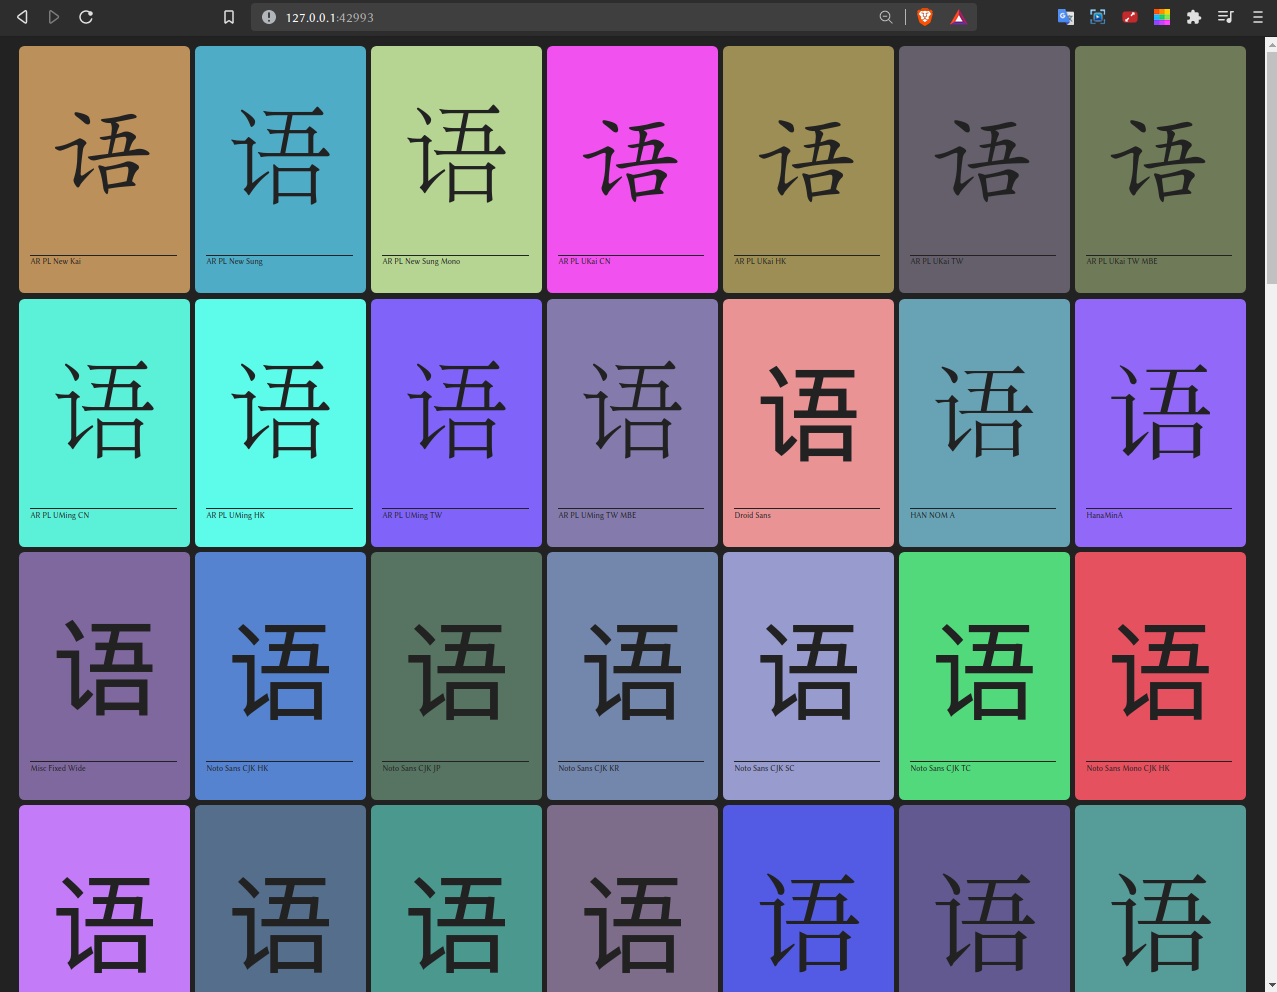 127.0.0.1:42993
语
AR PL New Kai
语
AR PL New Sung
语
AR PL New Sung Mono
语
AR PL UKai CN
语
AR PL UKai HK
语
AR PL UKai TW
语
AR PL UKai TW MBE
语
AR PL UMing CN
语
AR PL UMing HK
语
AR PL UMing TW
语
AR PL UMing TW MBE
语
Droid Sans
语
HAN NOM A
语
HanaMinA
语
Misc Fixed Wide
语
Noto Sans CJK HK
语
Noto Sans CJK JP
语
Noto Sans CJK KR
语
Noto Sans CJK SC
语
Noto Sans CJK TC
语
Noto Sans Mono CJK HK
语
语
语
语
语
语
语